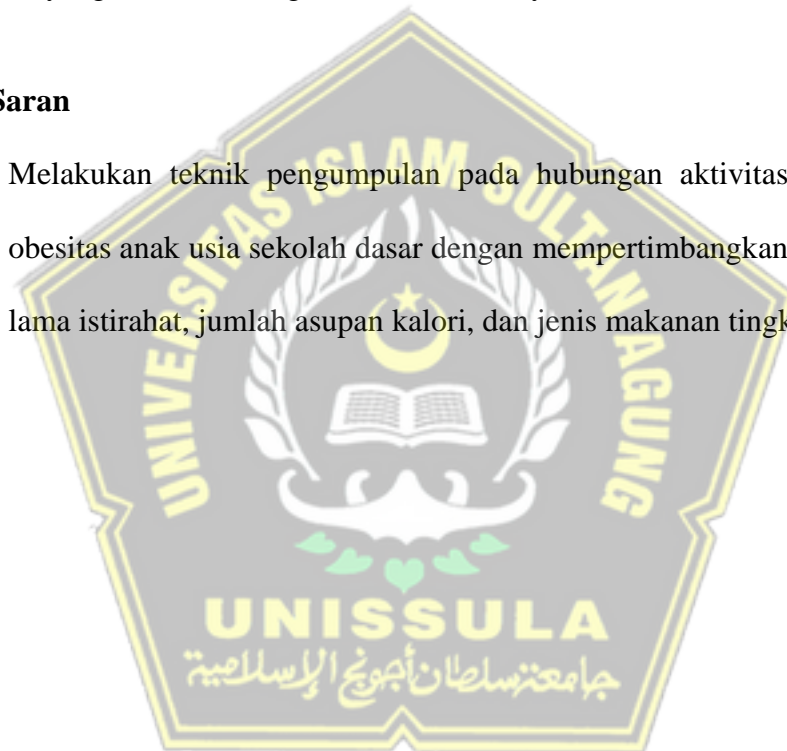 Saran
Melakukan teknik pengumpulan pada hubungan aktivitas
obesitas anak usia sekolah dasar dengan mempertimbangkan
lama istirahat, jumlah asupan kalori, dan jenis makanan tingk
UNIVERSITAS ISLAM SULTAN AGUNG
UNISSULA
جامعة سلطان أجونج الإسلامية